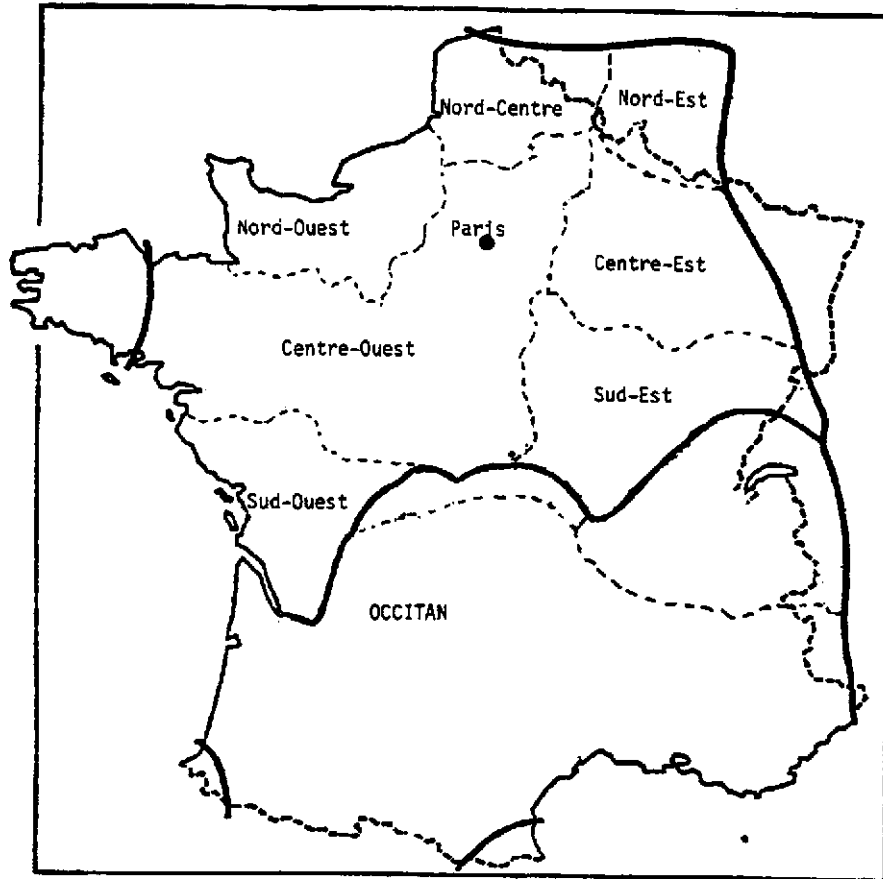 Nord-Centre
Nord-Est
Nord-Ouest
Paris
Centre-Est
Centre-Ouest
Sud-Est
Sud-Ouest
OCCITAN